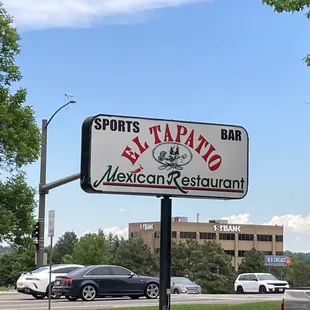 SPORTS BAR
EL TAPATIO
Mexican Restaurant
1STBANK
1STBANK